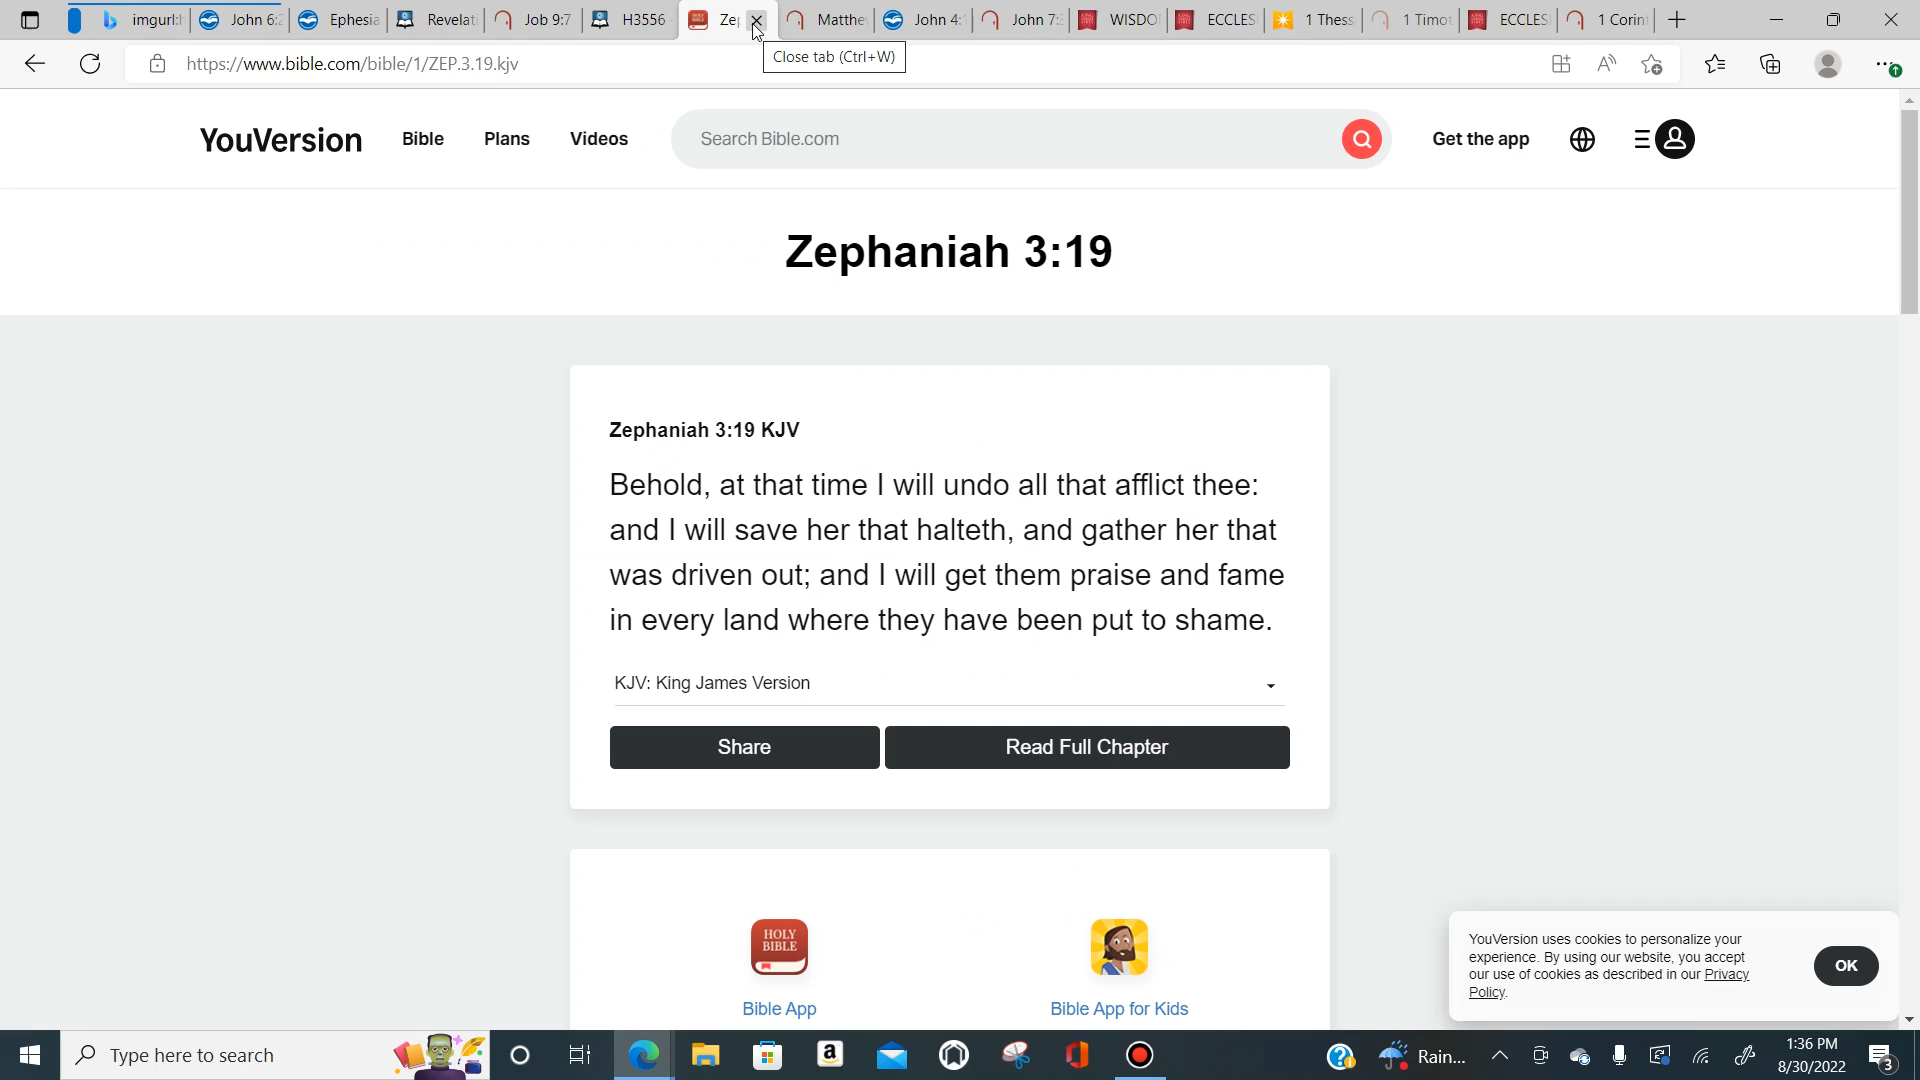 imgurl:h
John 6:2
Ephesia
Revelati
Job 9:7
H3556 -
Zep
Matthe
John 4:
John 7:
WISDO
ECCLES
1 Thess
1 Timot
ECCLES
1 Corin
Close tab (Ctrl+W)
https://www.bible.com/bible/1/ZEP.3.19.kjv
YouVersion
Bible
Plans
Videos
Search Bible.com
Get the app
Zephaniah 3:19
Zephaniah 3:19 KJV
Behold, at that time I will undo all that afflict thee:
and I will save her that halteth, and gather her that
was driven out; and I will get them praise and fame
in every land where they have been put to shame.
KJV: King James Version
Share
Read Full Chapter
HOLY
BIBLE
Bible App
Bible App for Kids
YouVersion uses cookies to personalize your
experience. By using our website, you accept
our use of cookies as described in our Privacy
Policy.
OK
Type here to search
Rain...
1:36 PM
8/30/2022
3